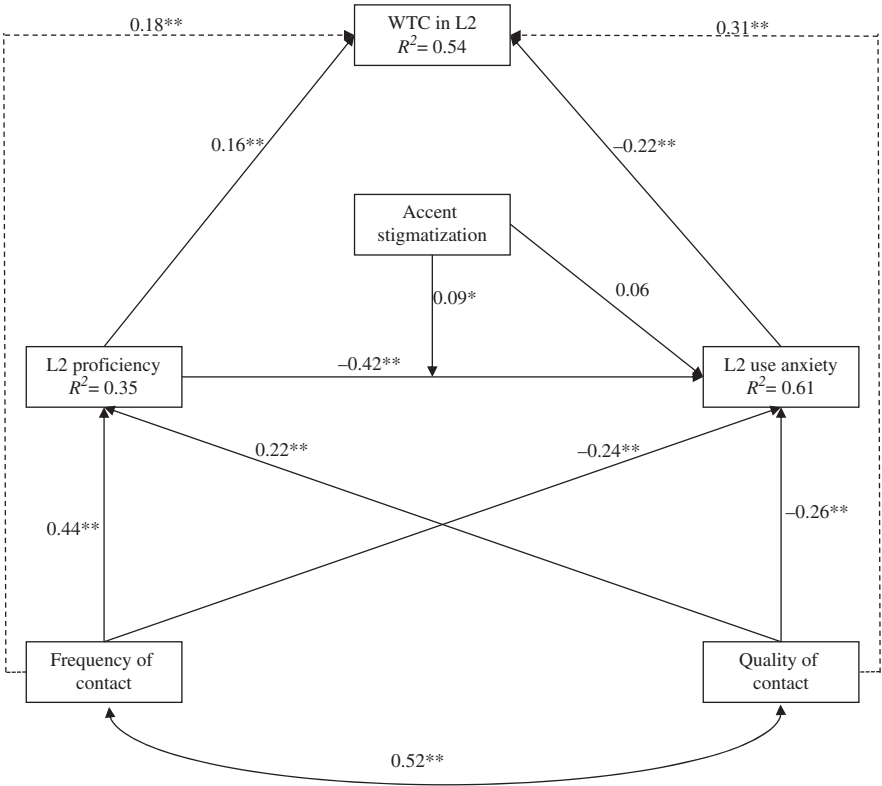 0.18**
WTC in L2
R²= 0.54
0.31**
0.16**
–0.22**
Accent
stigmatization
0.09*
0.06
L2 proficiency
R²= 0.35
–0.42**
L2 use anxiety
R²= 0.61
0.22**
–0.24**
0.44**
–0.26**
Frequency of
contact
Quality of
contact
0.52**